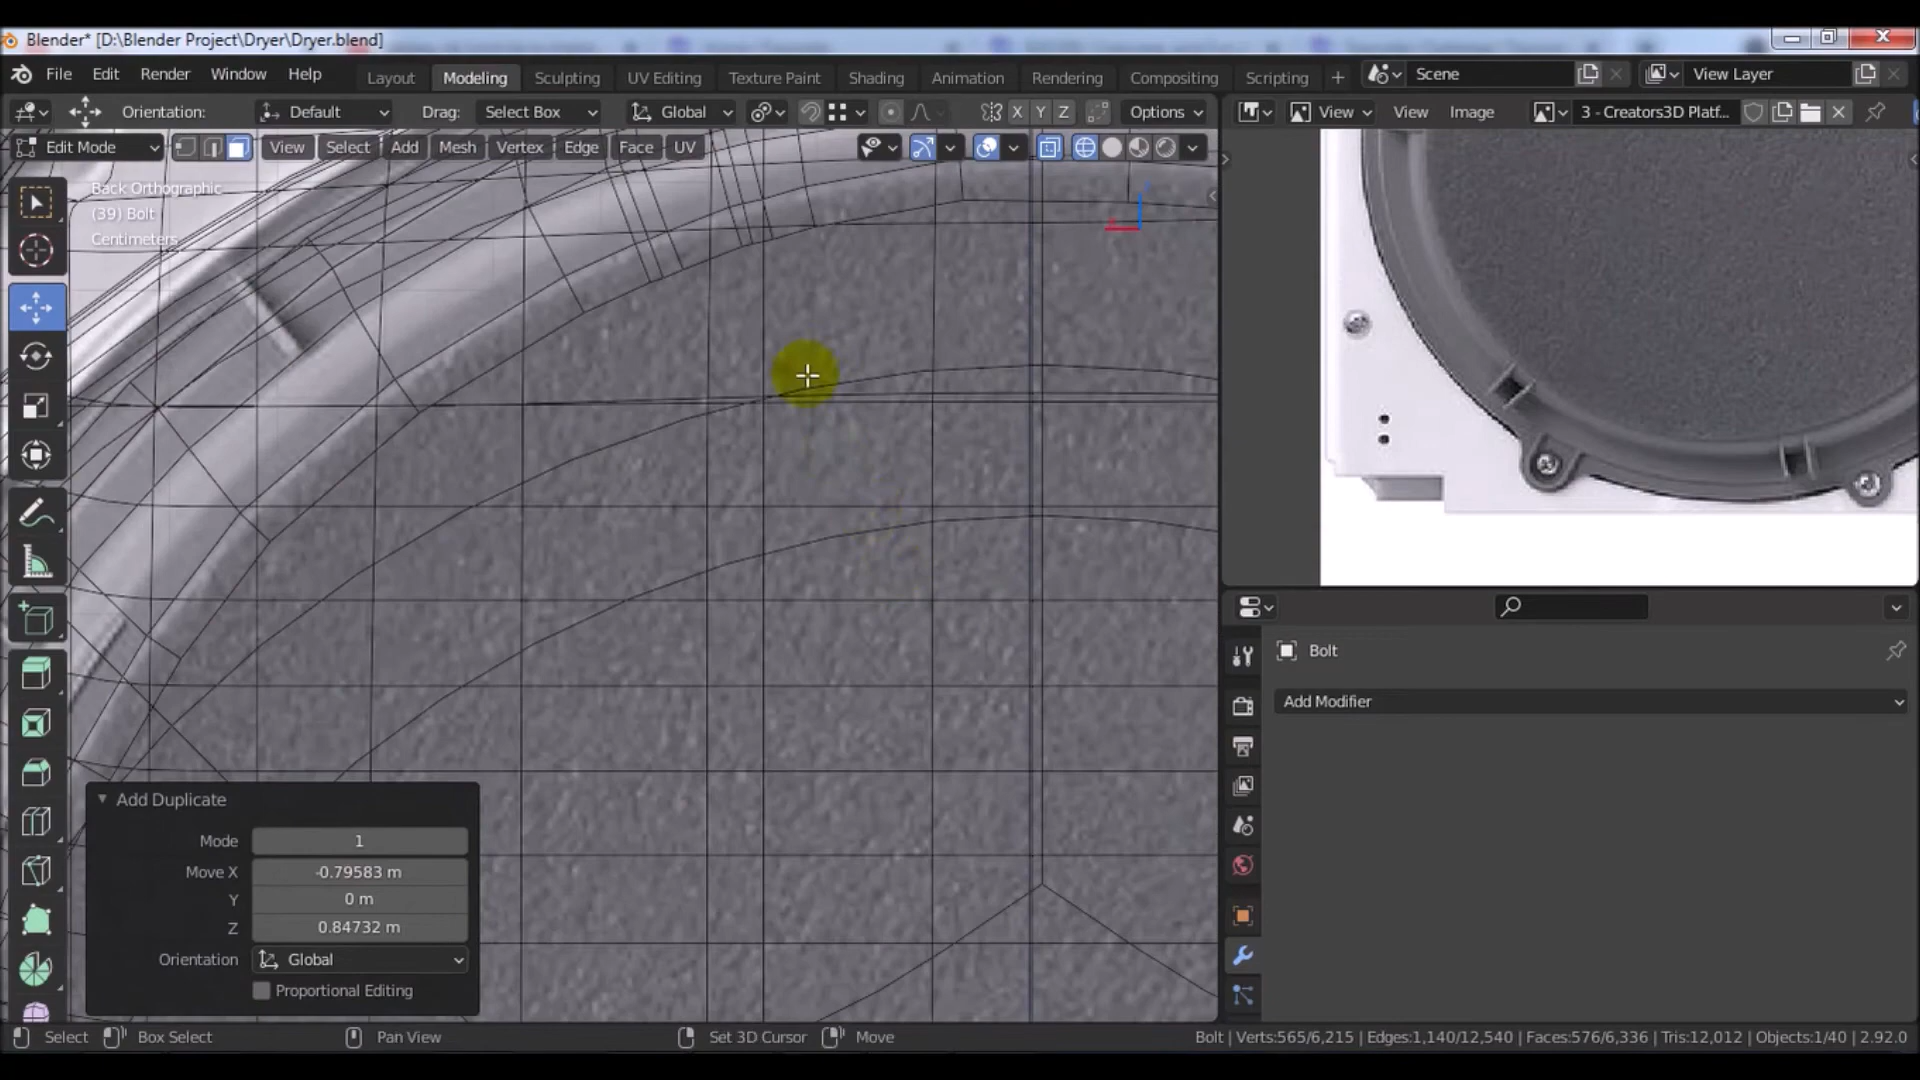 Blender* [D:\Blender Project\Dryer\Dryer.blend]
File Edit Render Window Help Layout Modeling Sculpting UV Editing Texture Paint Shading Animation Rendering Compositing Scripting + Scene View Layer
Orientation: Default Drag: Select Box Global X Y Z Options View View Image 3 - Creators3D Platf...
Edit Mode View Select Add Mesh Vertex Edge Face UV
Back Orthographic
(39) Bolt
Centimeters
Bolt
Add Modifier
Add Duplicate
Mode 1
Move X -0.79583 m
Y 0 m
Z 0.84732 m
Orientation Global
Proportional Editing
Select Box Select Pan View Set 3D Cursor Move Bolt | Verts:565/6,215 | Edges:1,140/12,540 | Faces:576/6,336 | Tris:12,012 | Objects:1/40 | 2.92.0